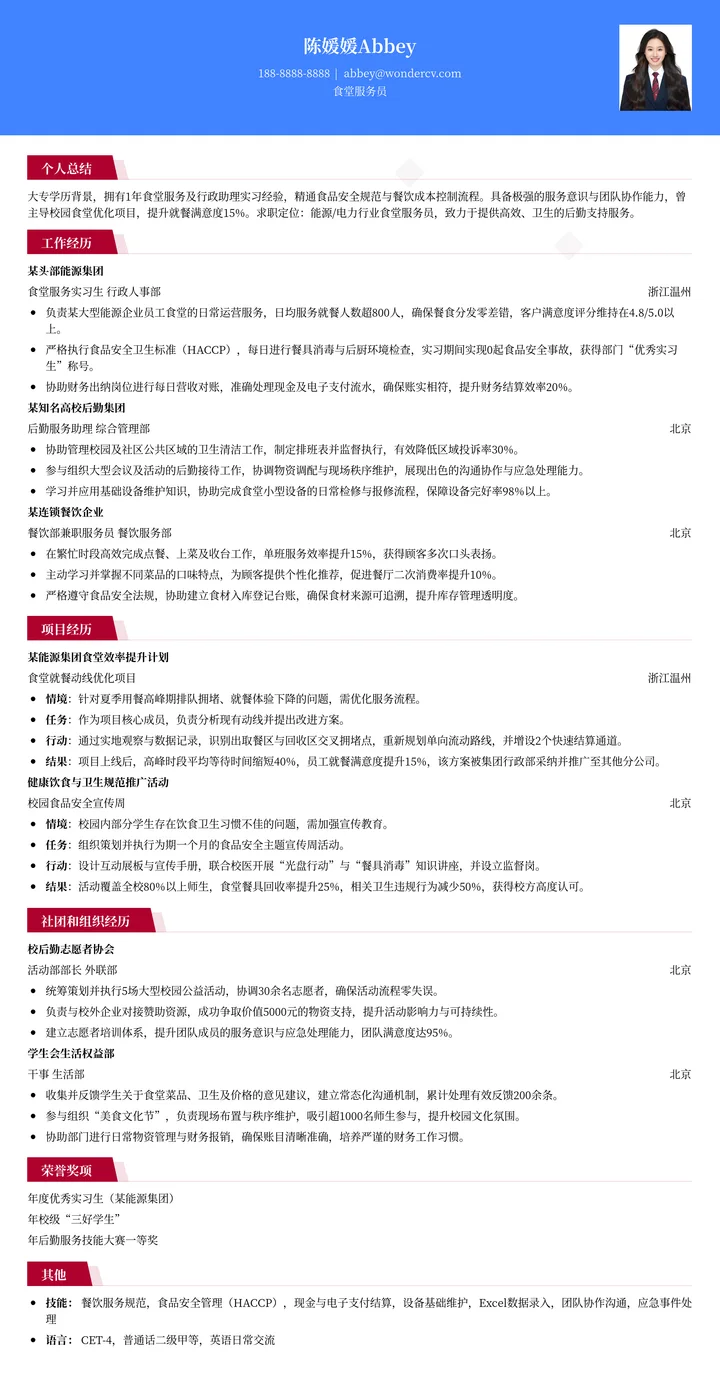 陈媛媛Abbey
188-8888-8888 | abbey@wondercv.com
食堂服务员
个人总结
大专学历背景，拥有1年食堂服务及行政助理实习经验，精通食品安全规范与餐饮成本控制流程。具备极强的服务意识与团队协作能力，曾
主导校园食堂优化项目，提升就餐满意度15%。求职定位：能源/电力行业食堂服务员，致力于提供高效、卫生的后勤支持服务。
工作经历
某头部能源集团
食堂服务实习生 行政人事部 浙江温州
• 负责某大型能源企业员工食堂的日常运营服务，日均服务就餐人数超800人，确保餐食分发零差错，客户满意度评分维持在4.8/5.0以
上。
• 严格执行食品安全卫生标准（HACCP），每日进行餐具消毒与后厨环境检查，实习期间实现0起食品安全事故，获得部门“优秀实习
生”称号。
• 协助财务出纳岗位进行每日营收对账，准确处理现金及电子支付流水，确保账实相符，提升财务结算效率20%。
某知名高校后勤集团
后勤服务助理 综合管理部 北京
• 协助管理校园及社区公共区域的卫生清洁工作，制定排班表并监督执行，有效降低区域投诉率30%。
• 参与组织大型会议及活动的后勤接待工作，协调物资调配与现场秩序维护，展现出色的沟通协作与应急处理能力。
• 学习并应用基础设备维护知识，协助完成食堂小型设备的日常检修与报修流程，保障设备完好率98%以上。
某连锁餐饮企业
餐饮部兼职服务员 餐饮服务部 北京
• 在繁忙时段高效完成点餐、上菜及收台工作，单班服务效率提升15%，获得顾客多次口头表扬。
• 主动学习并掌握不同菜品的口味特点，为顾客提供个性化推荐，促进餐厅二次消费率提升10%。
• 严格遵守食品安全法规，协助建立食材入库登记台账，确保食材来源可追溯，提升库存管理透明度。
项目经历
某能源集团食堂效率提升计划
食堂就餐动线优化项目 浙江温州
• 情境：针对夏季用餐高峰期排队拥堵、就餐体验下降的问题，需优化服务流程。
• 任务：作为项目核心成员，负责分析现有动线并提出改进方案。
• 行动：通过实地观察与数据记录，识别出取餐区与回收区交叉拥堵点，重新规划单向流动路线，并增设2个快速结算通道。
• 结果：项目上线后，高峰时段平均等待时间缩短40%，员工就餐满意度提升15%，该方案被集团行政部采纳并推广至其他分公司。
健康饮食与卫生规范推广活动
校园食品安全宣传周 北京
• 情境：校园内部分学生存在饮食卫生习惯不佳的问题，需加强宣传教育。
• 任务：组织策划并执行为期一个月的食品安全主题宣传周活动。
• 行动：设计互动展板与宣传手册，联合校医开展“光盘行动”与“餐具消毒”知识讲座，并设立监督岗。
• 结果：活动覆盖全校80%以上师生，食堂餐具回收率提升25%，相关卫生违规行为减少50%，获得校方高度认可。
社团和组织经历
校后勤志愿者协会
活动部部长 外联部 北京
• 统筹策划并执行5场大型校园公益活动，协调30余名志愿者，确保活动流程零失误。
• 负责与校外企业对接赞助资源，成功争取价值5000元的物资支持，提升活动影响力与可持续性。
• 建立志愿者培训体系，提升团队成员的服务意识与应急处理能力，团队满意度达95%。
学生会生活权益部
干事 生活部 北京
• 收集并反馈学生关于食堂菜品、卫生及价格的意见建议，建立常态化沟通机制，累计处理有效反馈200余条。
• 参与组织“美食文化节”，负责现场布置与秩序维护，吸引超1000名师生参与，提升校园文化氛围。
• 协助部门进行日常物资管理与财务报销，确保账目清晰准确，培养严谨的财务工作习惯。
荣誉奖项
年度优秀实习生（某能源集团）
年校级“三好学生”
年后勤服务技能大赛一等奖
其他
• 技能： 餐饮服务规范，食品安全管理（HACCP），现金与电子支付结算，设备基础维护，Excel数据录入，团队协作沟通，应急事件处
理
• 语言： CET-4，普通话二级甲等，英语日常交流